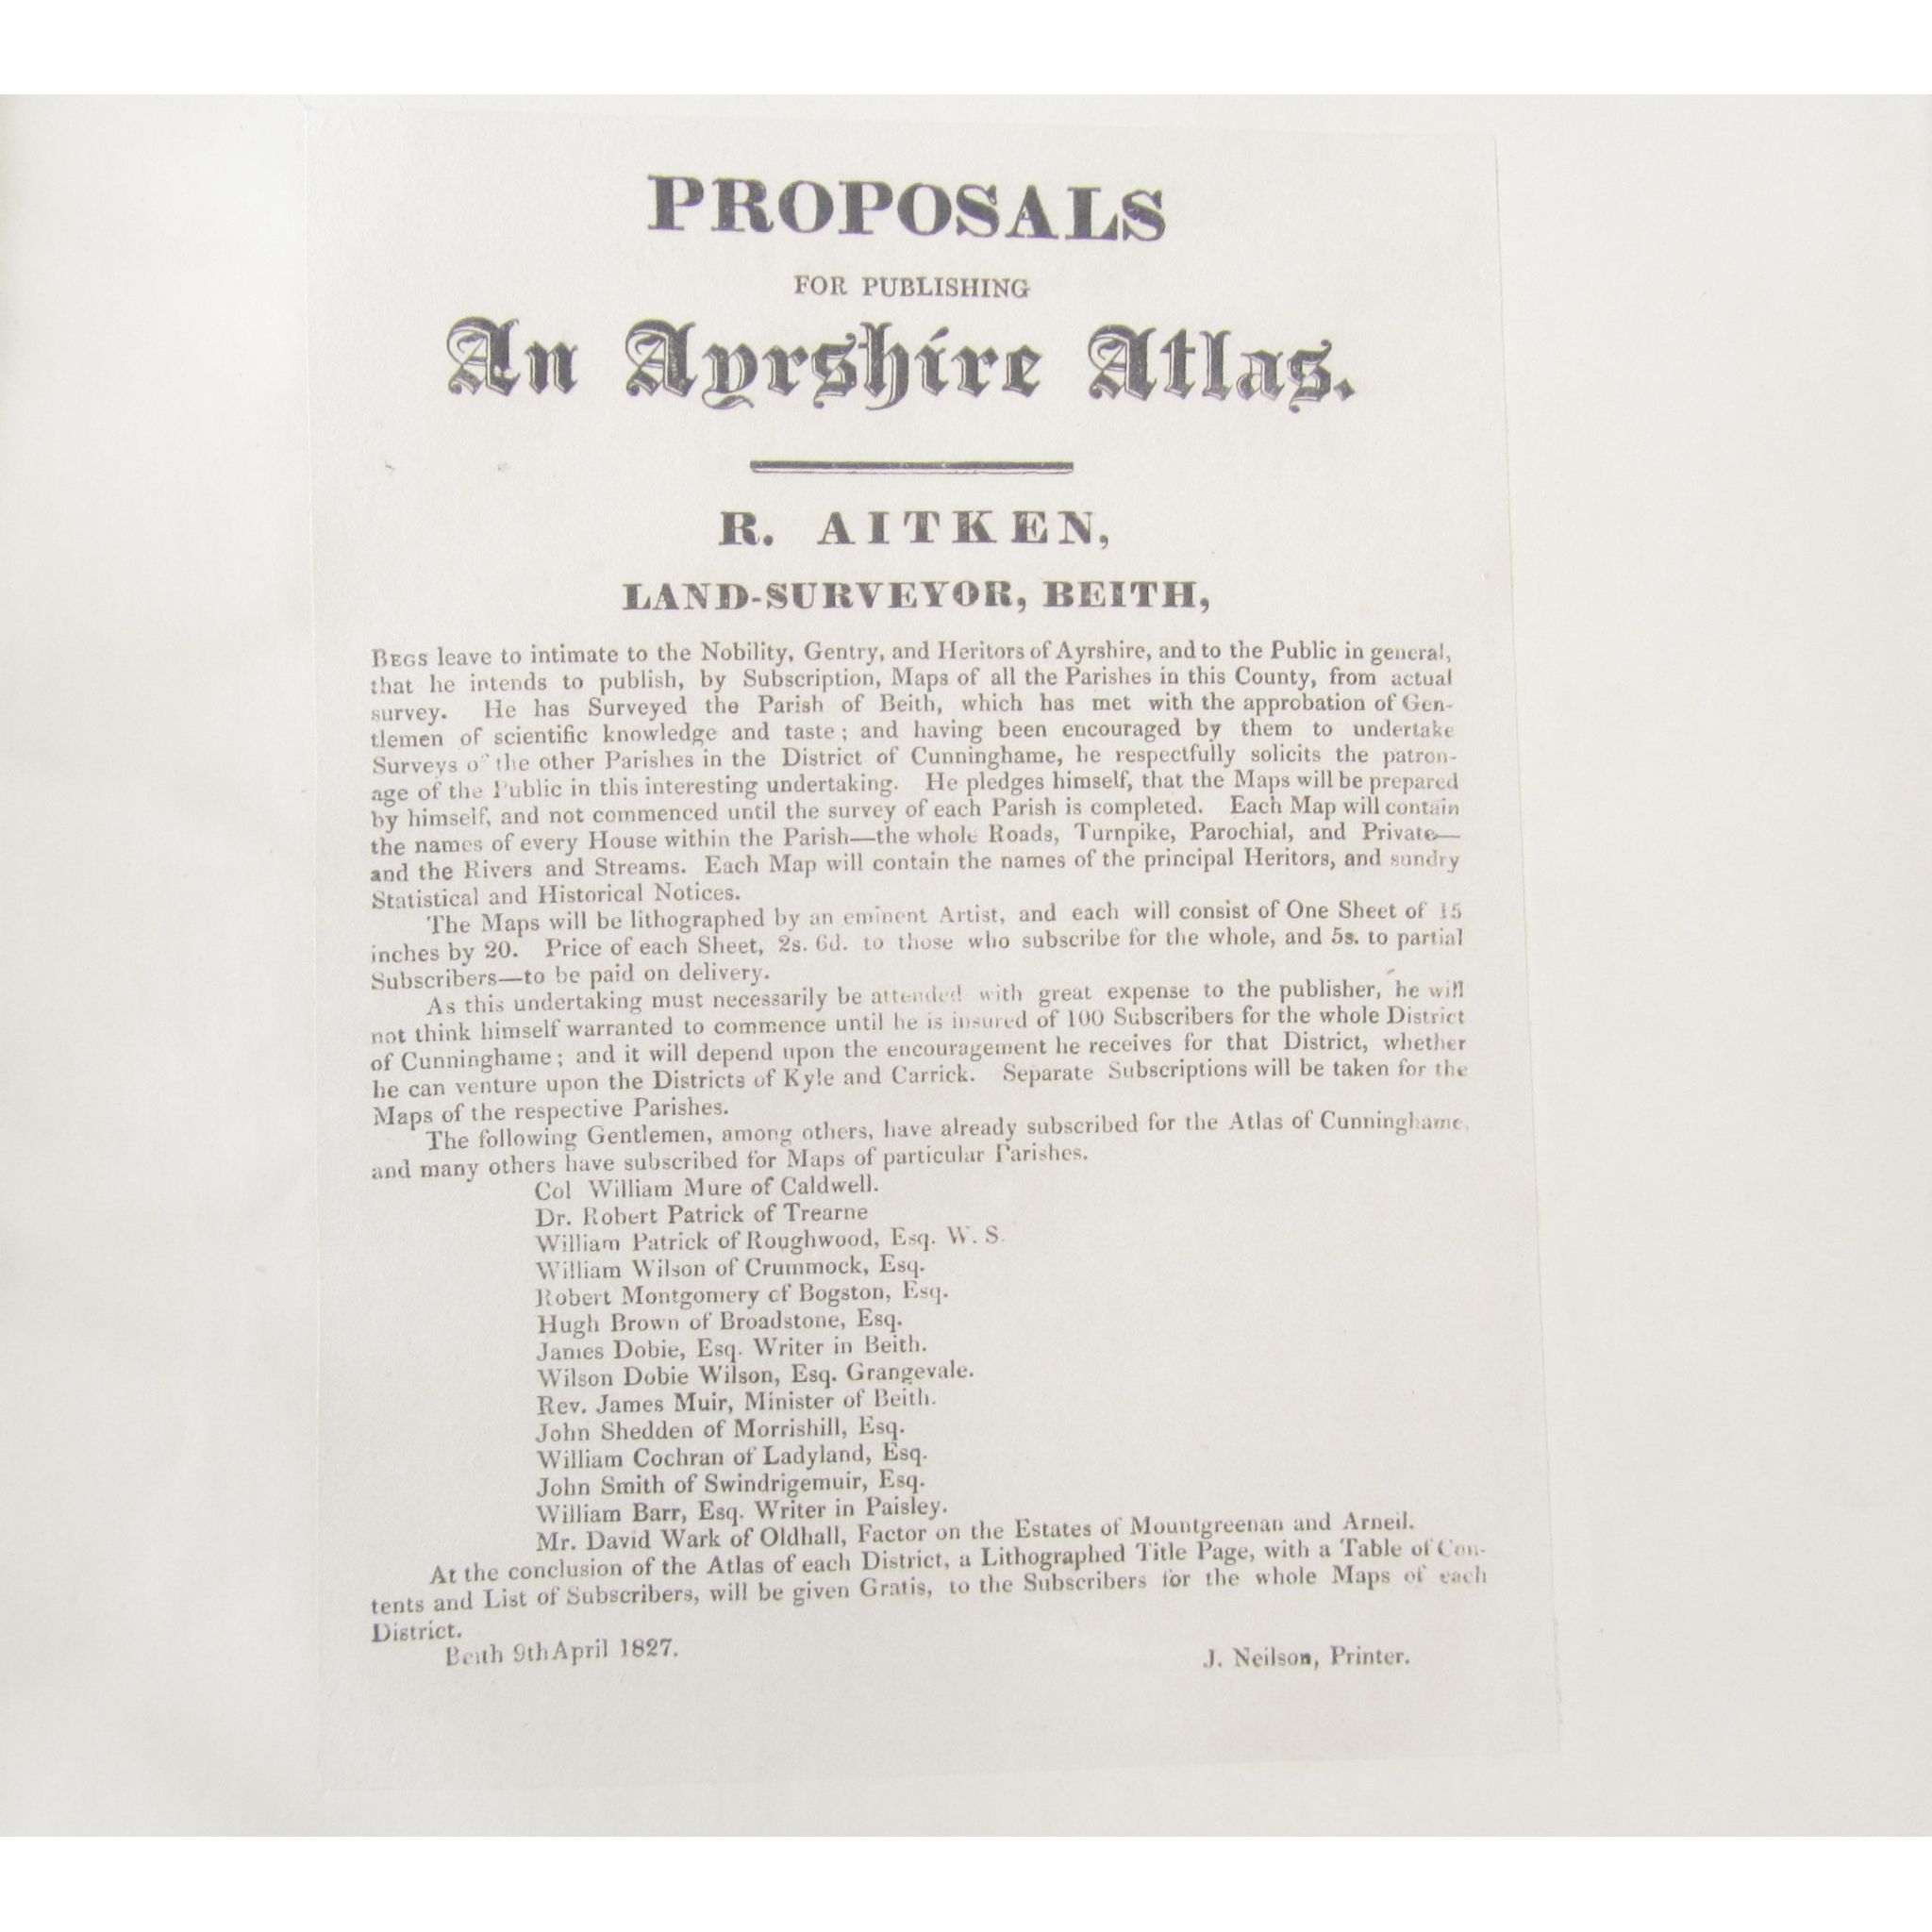 PROPOSALS
FOR PUBLISHING
An Ayrshire Atlas.
R. AITKEN,
LAND-SURVEYOR, BEITH,
BEGS leave to intimate to the Nobility, Gentry, and Heritors of Ayrshire, and to the Public in general,
that he intends to publish, by Subscription, Maps of all the Parishes in this County, from actual
survey. He has Surveyed the Parish of Beith, which has met with the approbation of Gen-
tlemen of scientific knowledge and taste; and having been encouraged by them to undertake
Surveys of the other Parishes in the District of Cunninghame, he respectfully solicits the patron-
age of the Public in this interesting undertaking. He pledges himself, that the Maps will be prepared
by himself, and not commenced until the survey of each Parish is completed. Each Map will contain
the names of every House within the Parish—the whole Roads, Turnpike, Parochial, and Private—
and the Rivers and Streams. Each Map will contain the names of the principal Heritors, and sundry
Statistical and Historical Notices.
The Maps will be lithographed by an eminent Artist, and each will consist of One Sheet of 15
inches by 20. Price of each Sheet, 2s. 6d. to those who subscribe for the whole, and 5s. to partial
Subscribers—to be paid on delivery.
As this undertaking must necessarily be attended with great expense to the publisher, he will
not think himself warranted to commence until he is insured of 100 Subscribers for the whole District
of Cunninghame; and it will depend upon the encouragement he receives for that District, whether
he can venture upon the Districts of Kyle and Carrick. Separate Subscriptions will be taken for the
Maps of the respective Parishes.
The following Gentlemen, among others, have already subscribed for the Atlas of Cunninghame,
and many others have subscribed for Maps of particular Parishes.
Col William Mure of Caldwell.
Dr. Robert Patrick of Trearne
William Patrick of Roughwood, Esq. W. S.
William Wilson of Crummock, Esq.
Robert Montgomery of Bogston, Esq.
Hugh Brown of Broadstone, Esq.
James Dobie, Esq. Writer in Beith.
Wilson Dobie Wilson, Esq. Grangevale.
Rev. James Muir, Minister of Beith.
John Shedden of Morrishill, Esq.
William Cochran of Ladyland, Esq.
John Smith of Swindrigemuir, Esq.
William Barr, Esq. Writer in Paisley.
Mr. David Wark of Oldhall, Factor on the Estates of Mountgreenan and Arneil.
At the conclusion of the Atlas of each District, a Lithographed Title Page, with a Table of Con-
tents and List of Subscribers, will be given Gratis, to the Subscribers for the whole Maps of each
District.
Beith 9th April 1827.
J. Neilson, Printer.